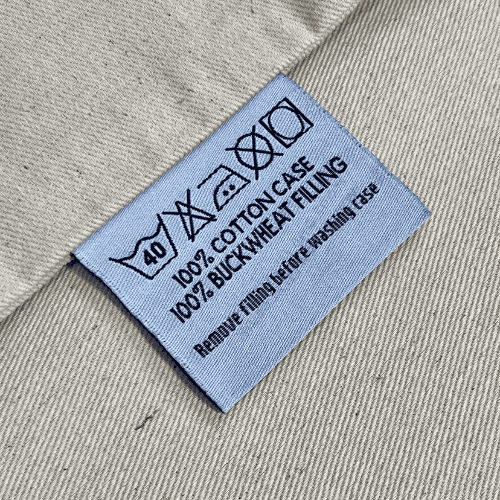 40
100% COTTON CASE
100% BUCKWHEAT FILLING
Remove filling before washing case